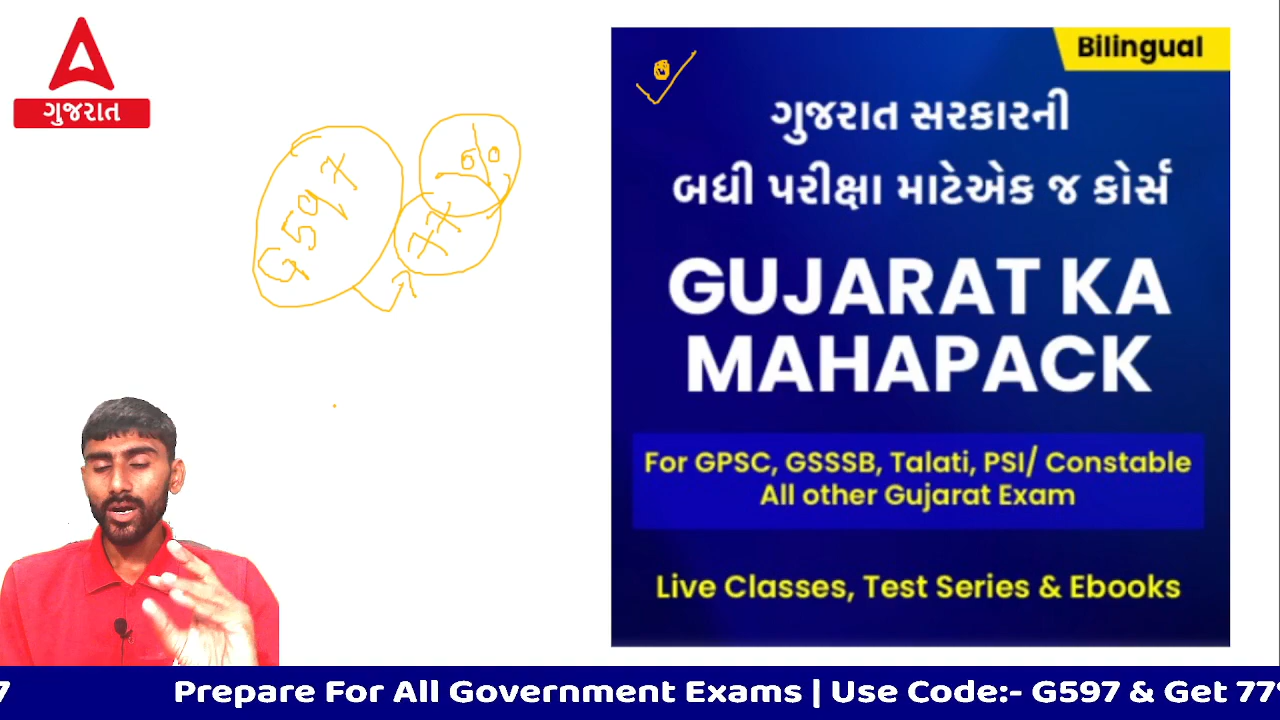 ગુજરાત
G597
77%
Bilingual
ગુજરાત સરકારની
બધી પરીક્ષા માટેએક જ કોર્સ
GUJARAT KA
MAHAPACK
For GPSC, GSSSB, Talati, PSI/ Constable
All other Gujarat Exam
Live Classes, Test Series & Ebooks
7 Prepare For All Government Exams | Use Code:- G597 & Get 77%